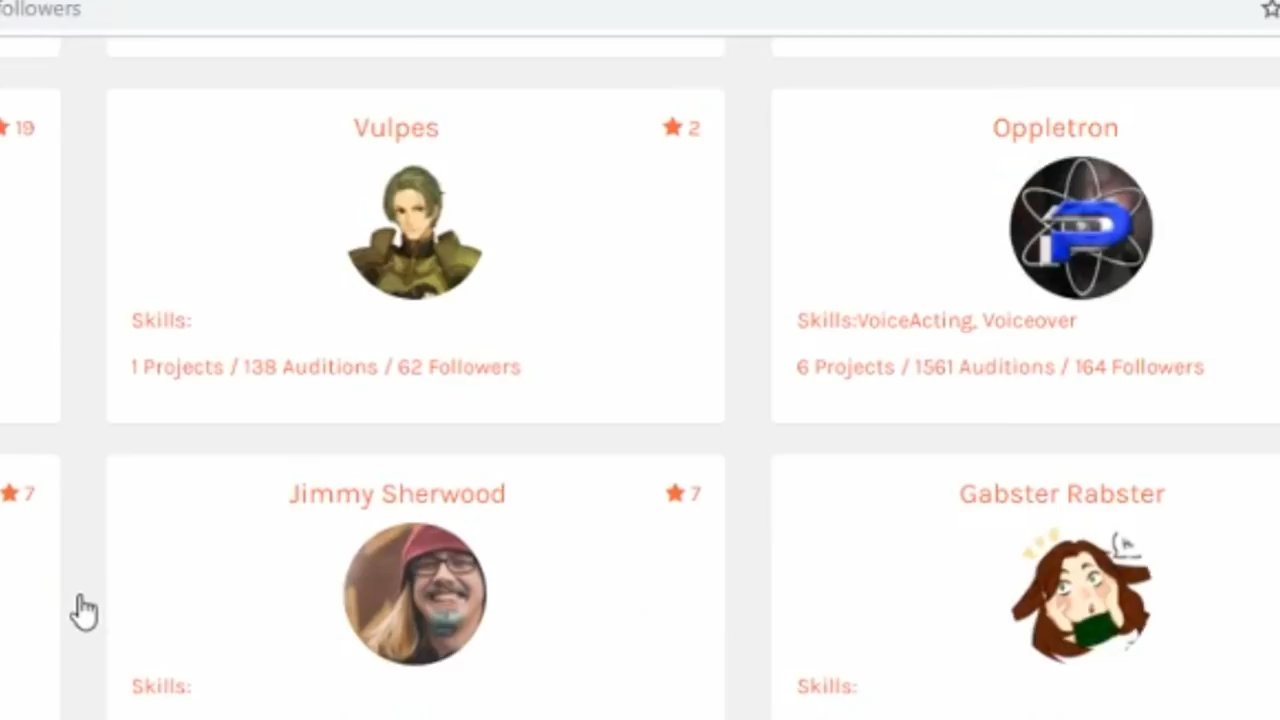 followers
19
Vulpes
2
Oppletron
Skills:
Skills:VoiceActing, Voiceover
1 Projects / 138 Auditions / 62 Followers
6 Projects / 1561 Auditions / 164 Followers
7
Jimmy Sherwood
7
Gabster Rabster
Skills:
Skills: